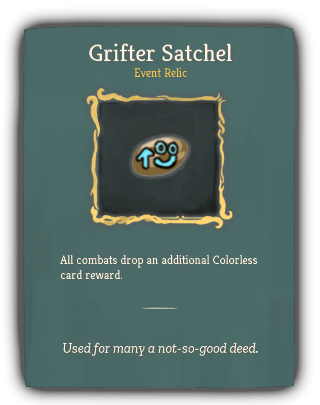 Grifter Satchel
Event Relic
All combats drop an additional Colorless
card reward.
Used for many a not-so-good deed.